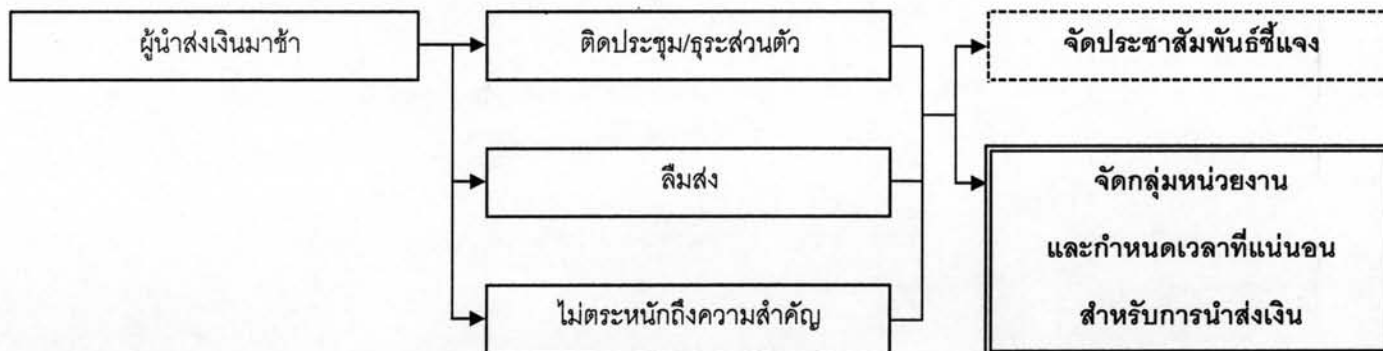 ผู้นำส่งเงินมาช้า
ติดประชุม/ธุระส่วนตัว
จัดประชาสัมพันธ์ชี้แจง
ลืมส่ง
จัดกลุ่มหน่วยงาน
และกำหนดเวลาที่แน่นอน
สำหรับการนำส่งเงิน
ไม่ตระหนักถึงความสำคัญ